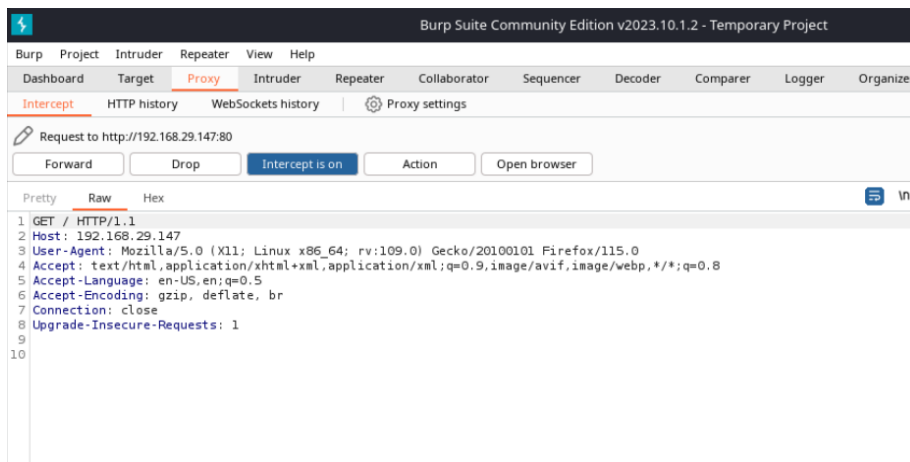 Burp Suite Community Edition v2023.10.1.2 - Temporary Project
Burp Project Intruder Repeater View Help
Dashboard Target Proxy Intruder Repeater Collaborator Sequencer Decoder Comparer Logger Organize
Intercept HTTP history WebSockets history Proxy settings
Request to http://192.168.29.147:80
Forward Drop Intercept is on Action Open browser
Pretty Raw Hex \n
1 GET / HTTP/1.1
2 Host: 192.168.29.147
3 User-Agent: Mozilla/5.0 (X11; Linux x86_64; rv:109.0) Gecko/20100101 Firefox/115.0
4 Accept: text/html,application/xhtml+xml,application/xml;q=0.9,image/avif,image/webp,*/*;q=0.8
5 Accept-Language: en-US,en;q=0.5
6 Accept-Encoding: gzip, deflate, br
7 Connection: close
8 Upgrade-Insecure-Requests: 1
9
10